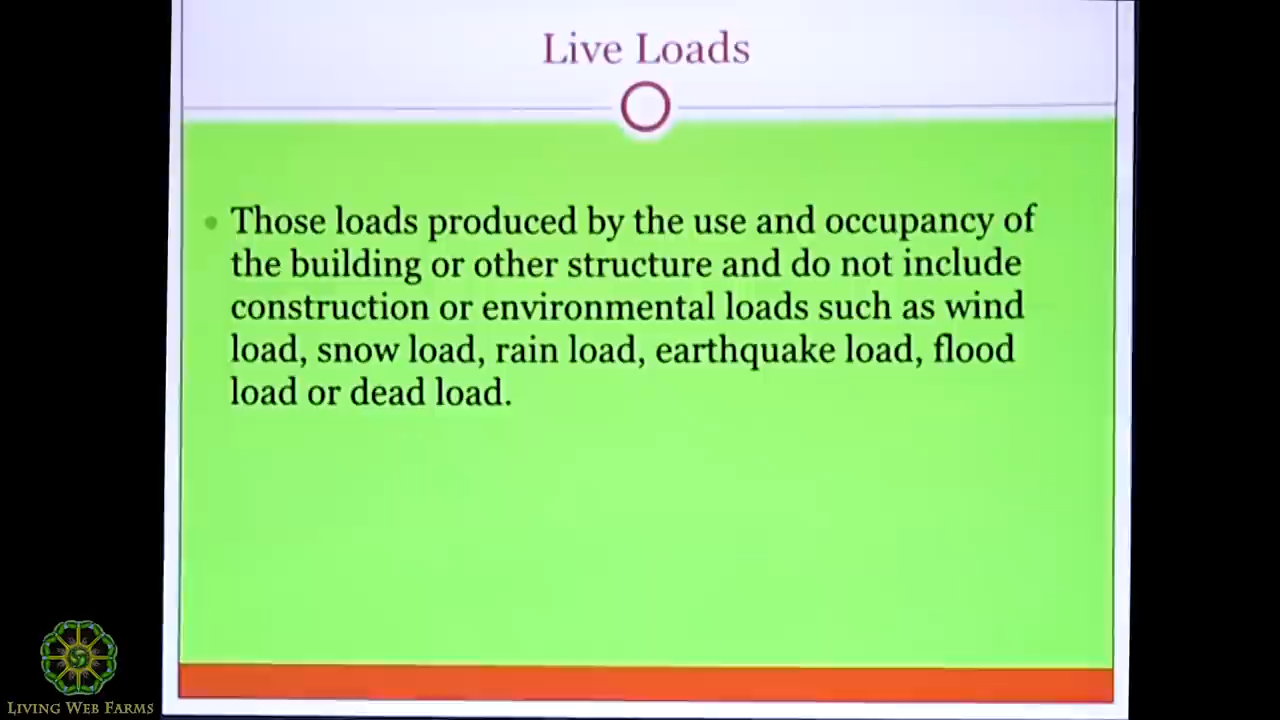 Live Loads
• Those loads produced by the use and occupancy of
the building or other structure and do not include
construction or environmental loads such as wind
load, snow load, rain load, earthquake load, flood
load or dead load.
LIVING WEB FARMS